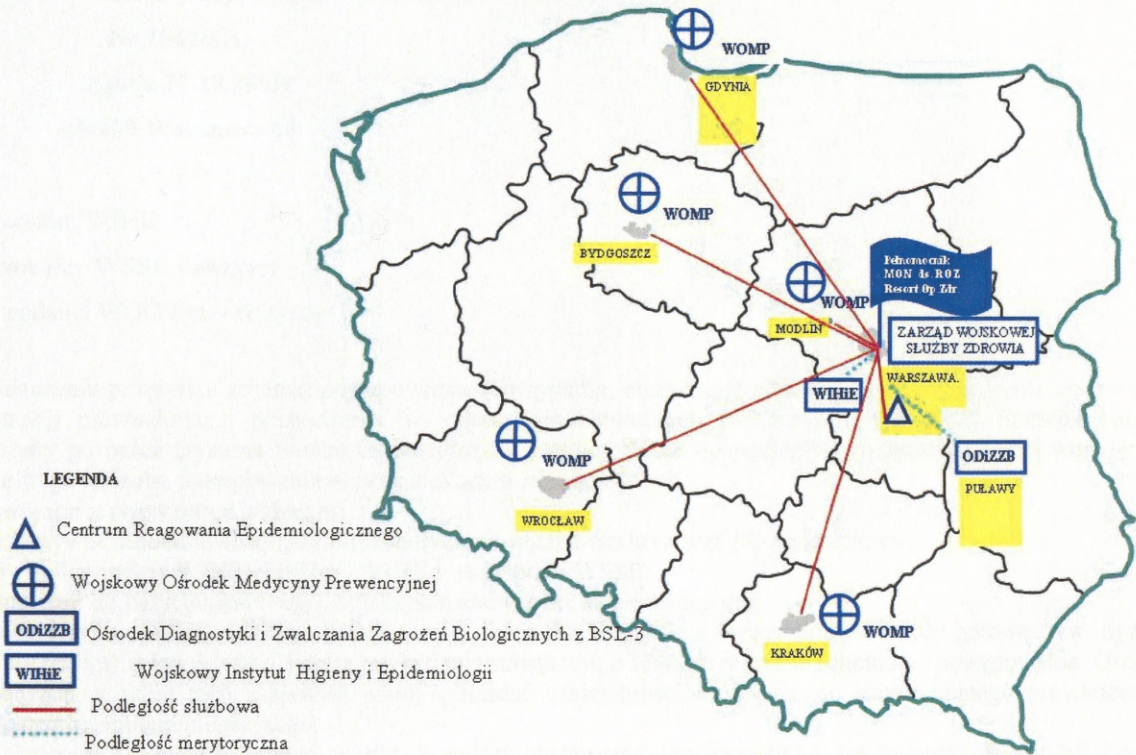 WOMP
GDYNIA
WOMP
BYDGOSZCZ
Pełnomocnik
MON ds. ROZ
Resort Op Zdr.
WOMP
MODLIN
ZARZĄD WOJSKOWEJ
SŁUŻBY ZDROWIA
WARSZAWA
WIHiE
WOMP
WROCŁAW
ODiZZB
PUŁAWY
WOMP
KRAKÓW
LEGENDA
Centrum Reagowania Epidemiologicznego
Wojskowy Ośrodek Medycyny Prewencyjnej
ODiZZB Ośrodek Diagnostyki i Zwalczania Zagrożeń Biologicznych z BSL-3
WIHiE Wojskowy Instytut Higieny i Epidemiologii
Podległość służbowa
Podległość merytoryczna